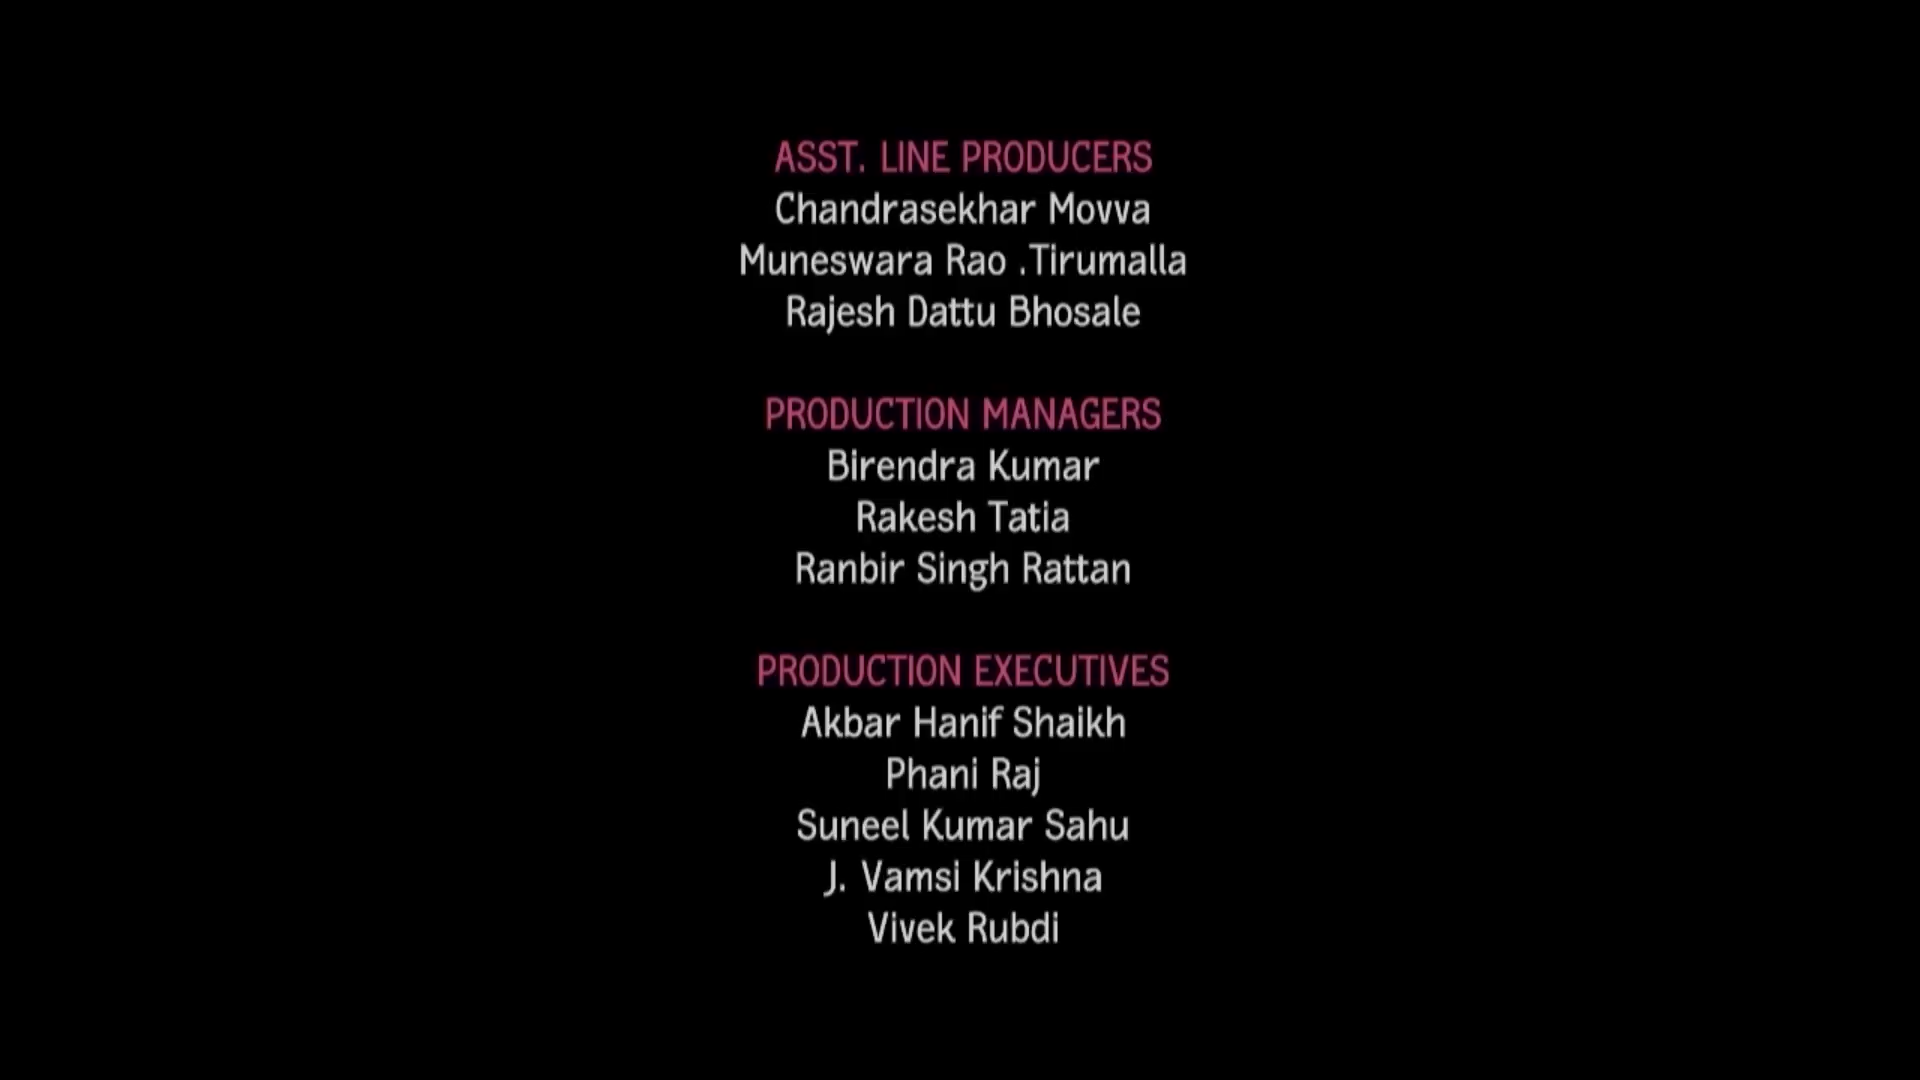 ASST. LINE PRODUCERS
Chandrasekhar Movva
Muneswara Rao .Tirumalla
Rajesh Dattu Bhosale
PRODUCTION MANAGERS
Birendra Kumar
Rakesh Tatia
Ranbir Singh Rattan
PRODUCTION EXECUTIVES
Akbar Hanif Shaikh
Phani Raj
Suneel Kumar Sahu
J. Vamsi Krishna
Vivek Rubdi